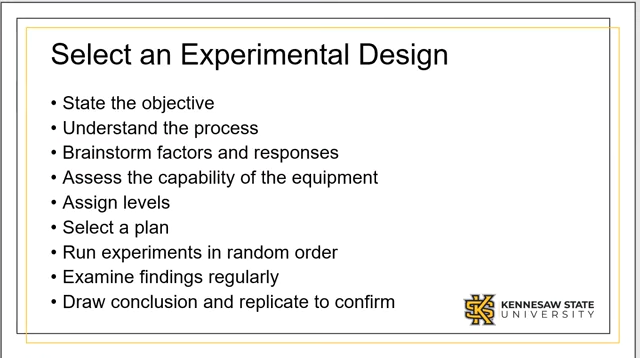 Select an Experimental Design
• State the objective
• Understand the process
• Brainstorm factors and responses
• Assess the capability of the equipment
• Assign levels
• Select a plan
• Run experiments in random order
• Examine findings regularly
• Draw conclusion and replicate to confirm
KS
KENNESAW STATE
UNIVERSITY